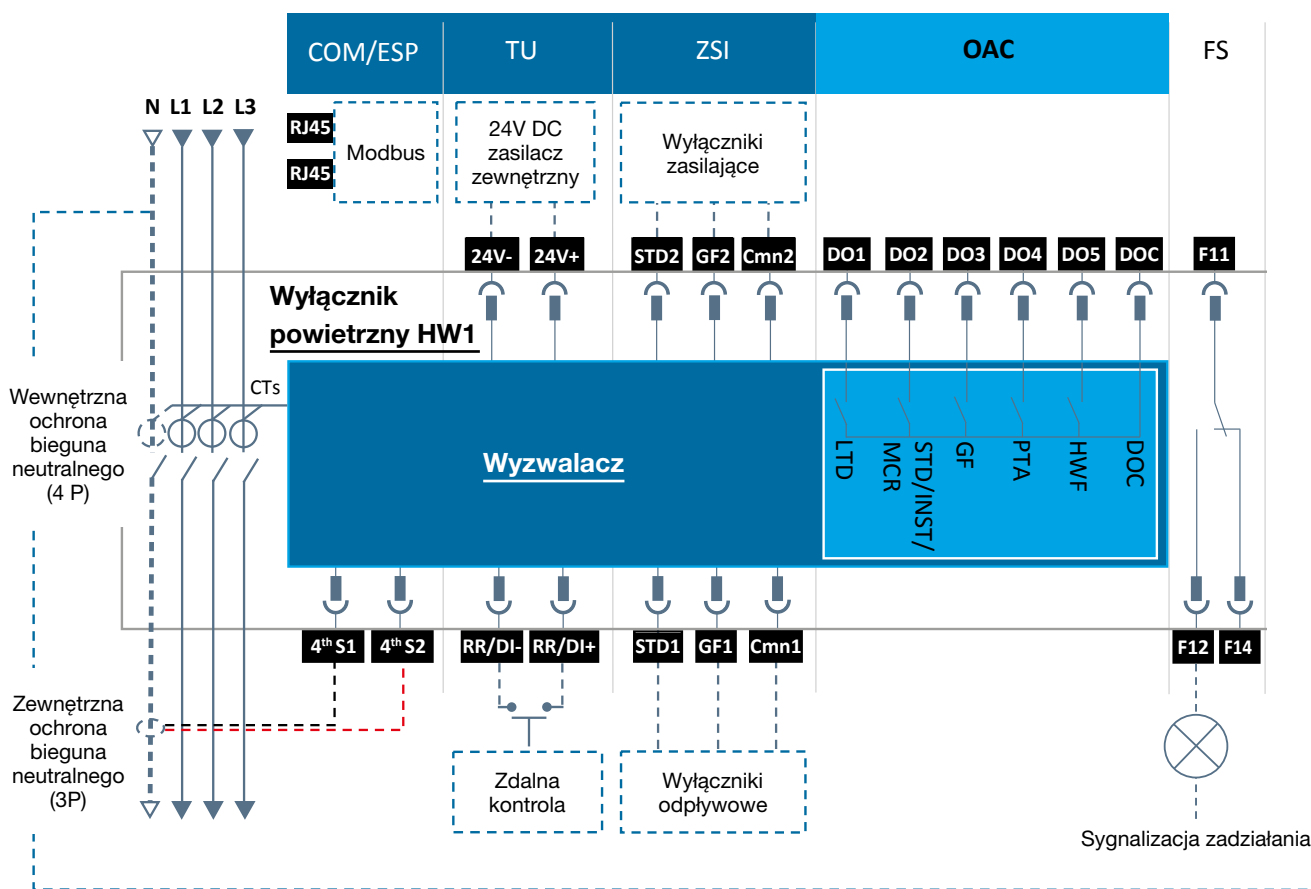 COM/ESP
TU
ZSI
OAC
FS
N L1 L2 L3
RJ45
RJ45
Modbus
24V DC
zasilacz
zewnętrzny
Wyłączniki
zasilające
24V-
24V+
STD2
GF2
Cmn2
DO1
DO2
DO3
DO4
DO5
DOC
F11
Wyłącznik
powietrzny HW1
CTs
Wewnętrzna
ochrona
bieguna
neutralnego
(4 P)
Wyzwalacz
LTD
STD/INST/
MCR
GF
PTA
HWF
DOC
4th S1
4th S2
RR/DI-
RR/DI+
STD1
GF1
Cmn1
F12
F14
Zewnętrzna
ochrona
bieguna
neutralnego
(3P)
Zdalna
kontrola
Wyłączniki
odpływowe
Sygnalizacja zadziałania